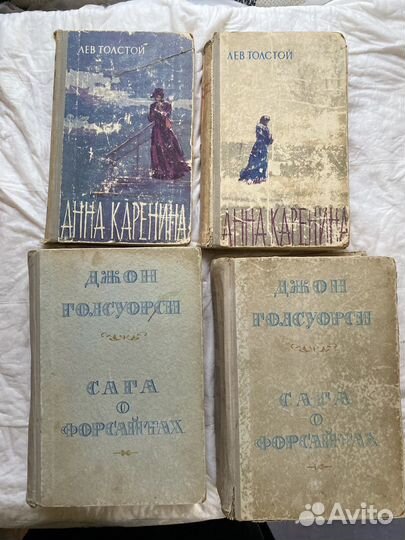 ЛЕВ ТОЛСТОЙ
АННА КАРЕНИНА
ЛЕВ ТОЛСТОЙ
АННА КАРЕНИНА
ДЖОН
ГОЛСУОРСИ
САГА
О
ФОРСАЙТАХ
ДЖОН
ГОЛСУОРСИ
САГА
О
ФОРСАЙТАХ
Avito